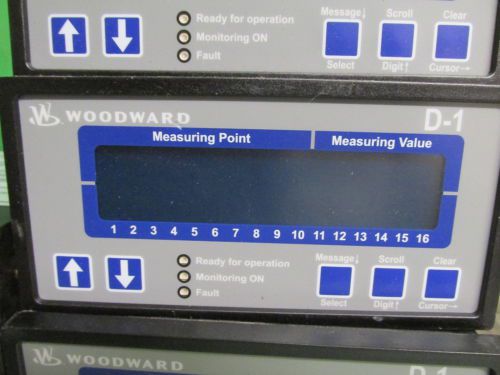 Ready for operation
Monitoring ON
Fault
Message↓ Scroll Clear
Select Digit↑ Cursor→
WOODWARD D-1
Measuring Point Measuring Value
1 2 3 4 5 6 7 8 9 10 11 12 13 14 15 16
Ready for operation
Monitoring ON
Fault
Message↓ Scroll Clear
Select Digit↑ Cursor→
WOODWARD D-1